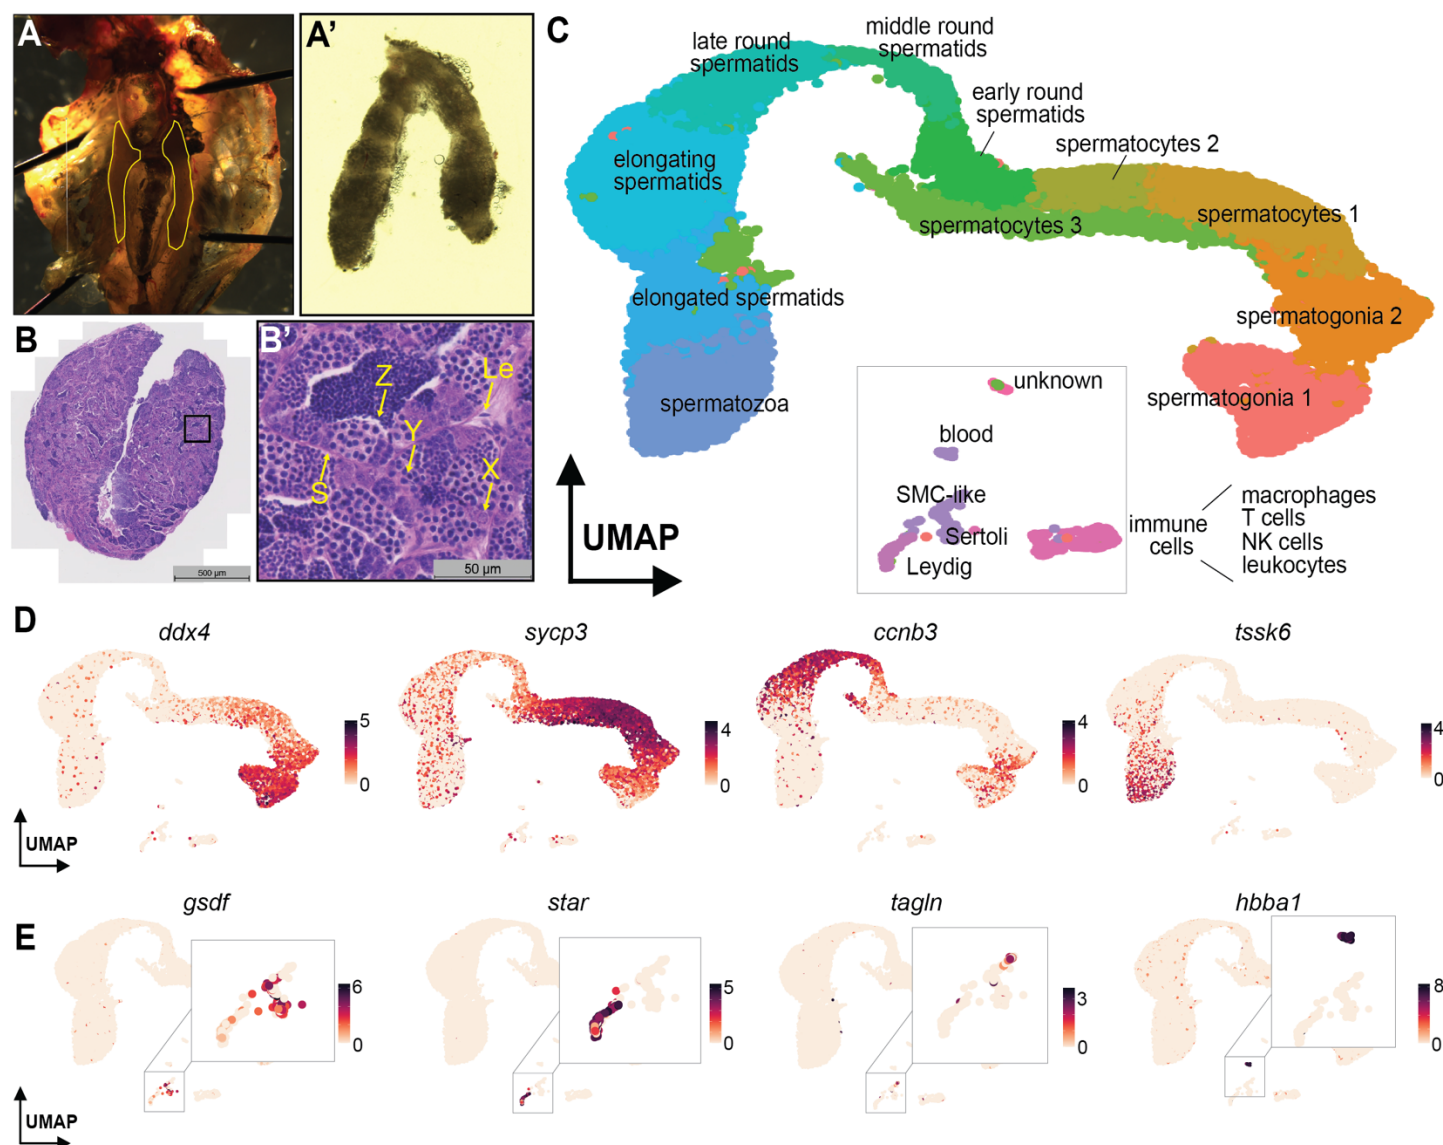 A
A'
C
late round
spermatids
middle round
spermatids
early round
spermatids
spermatocytes 2
elongating
spermatids
spermatocytes 1
spermatocytes 3
elongated spermatids
spermatogonia 2
spermatozoa
spermatogonia 1
unknown
blood
SMC-like
Sertoli
Leydig
immune
cells
macrophages
T cells
NK cells
leukocytes
UMAP
B
500 µm
B'
Z
Le
Y
S
X
50 µm
D
ddx4
sycp3
ccnb3
tssk6
5
0
4
0
4
0
4
0
UMAP
E
gsdf
star
tagln
hbba1
6
0
5
0
3
0
8
0
UMAP